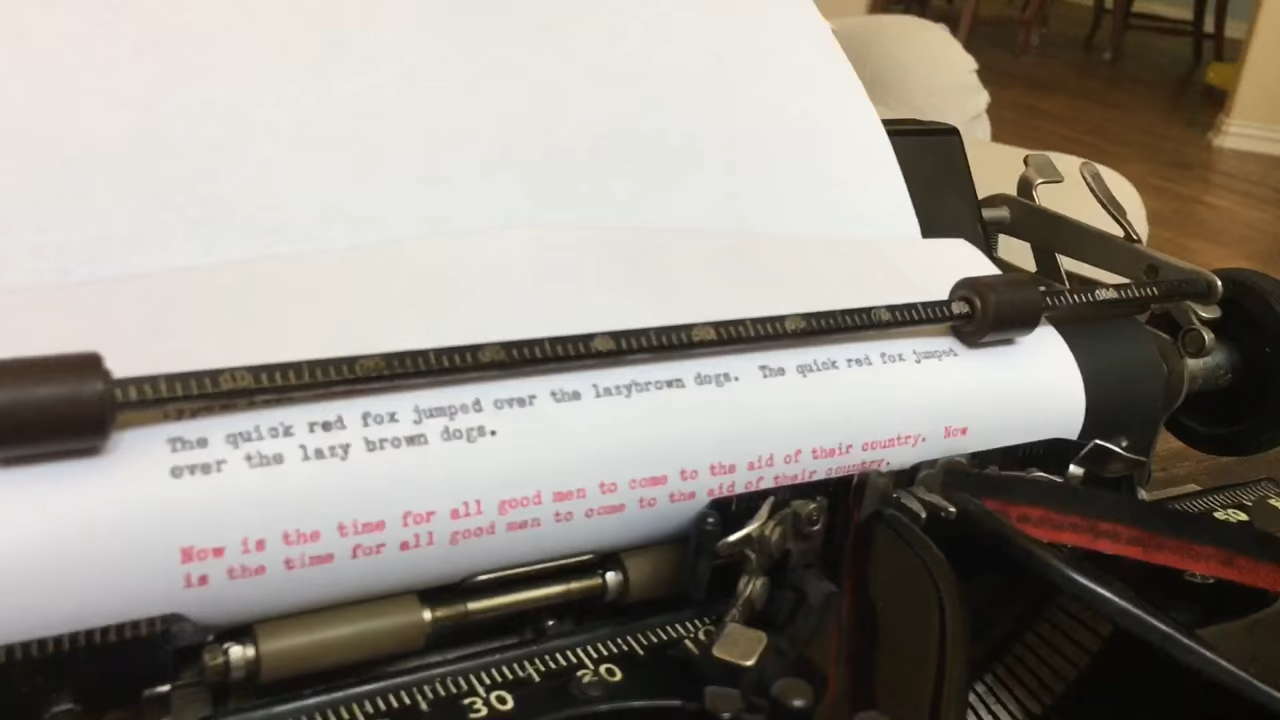 The quick red fox jumped over the lazybrown dogs.  The quick red fox jumped
over the lazy brown dogs.
Now is the time for all good men to come to the aid of their country.  Now
is the time for all good men to come to the aid of their country.
30
20
10